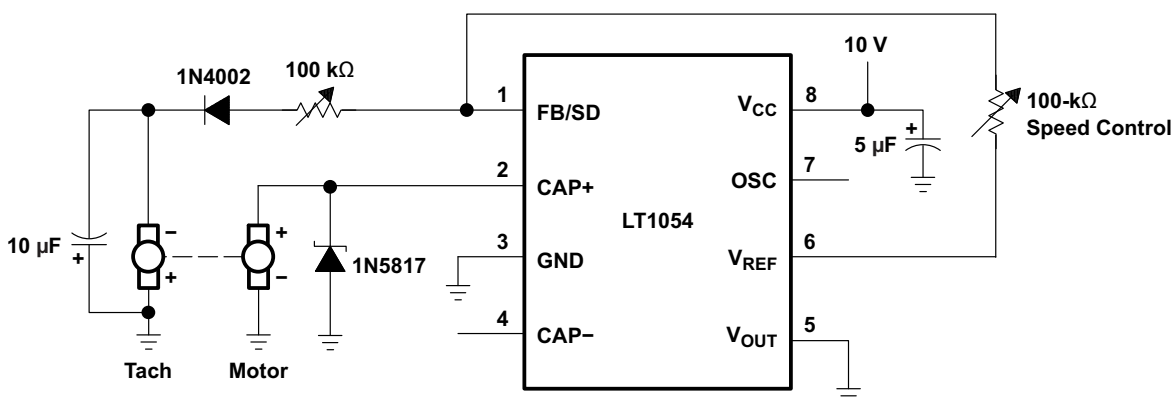 10 V
1N4002
100 kΩ
1
FB/SD
VCC
8
100-kΩ
Speed Control
5 µF
+
2
CAP+
OSC
7
LT1054
10 µF
+
−
+
+
−
1N5817
3
GND
VREF
6
4
CAP−
VOUT
5
Tach
Motor